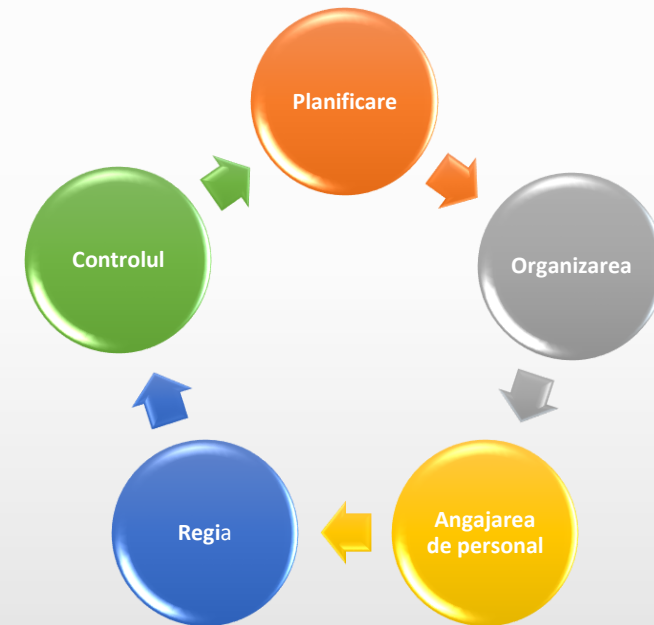 Planificare
Organizarea
Angajarea
de personal
Regia
Controlul